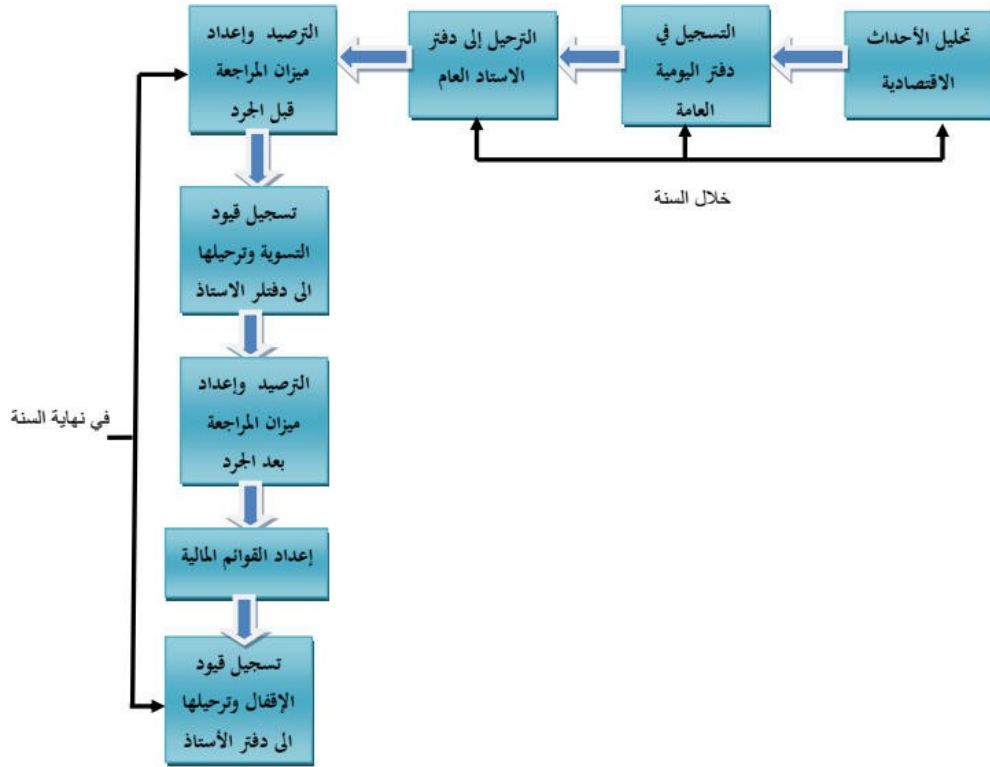 تحليل الأحداث
الاقتصادية
التسجيل في
دفتر اليومية
العامة
الترحيل إلى دفتر
الاستاد العام
الترصيد وإعداد
ميزان المراجعة
قبل الجرد
خلال السنة
تسجيل قيود
التسوية وترحيلها
الى دفتلر الاستاذ
الترصيد وإعداد
ميزان المراجعة
بعد الجرد
في نهاية السنة
إعداد القوائم المالية
تسجيل قيود
الإقفال وترحيلها
الى دفتر الأستاذ